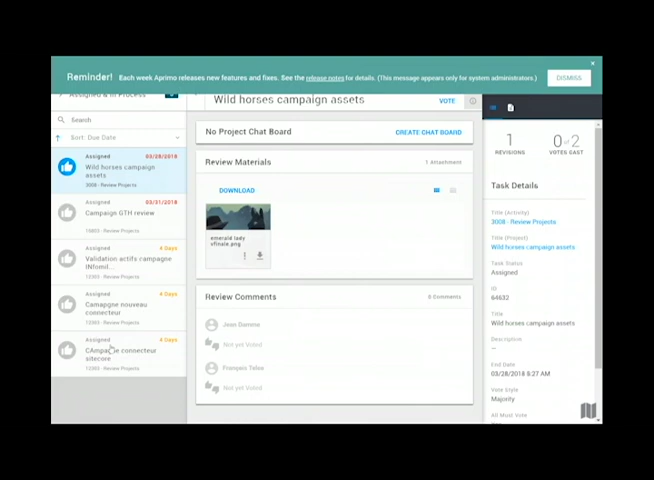 Reminder! Each week Aprimo releases new features and fixes. See the release notes for details. (This message appears only for system administrators.)
DISMISS
Assigned & In Process
Search
Sort: Due Date
Assigned 03/28/2018
Wild horses campaign
assets
3008 - Review Projects
Assigned 03/31/2018
Campaign GTH review
Review Projects
Assigned 4 Days
Validation actifs campagne
Review Projects
Assigned 4 Days
Camapgne nouveau
connecteur
Review Projects
Assigned 4 Days
CAmpagne connecteur
sitecore
Review Projects
Wild horses campaign assets
VOTE
No Project Chat Board
CREATE CHAT BOARD
Review Materials
1 Attachment
DOWNLOAD
emerald lady
vfinale.png
Review Comments
0 Comments
Not yet Voted
Not yet Voted
1
REVISIONS
0 of 2
VOTES CAST
Task Details
Title (Activity)
3008 - Review Projects
Title (Project)
Wild horses campaign assets
Task Status
Assigned
ID
64632
Title
Wild horses campaign assets
Description
--
End Date
03/28/2018 8:27 AM
Vote Style
Majority
All Must Vote